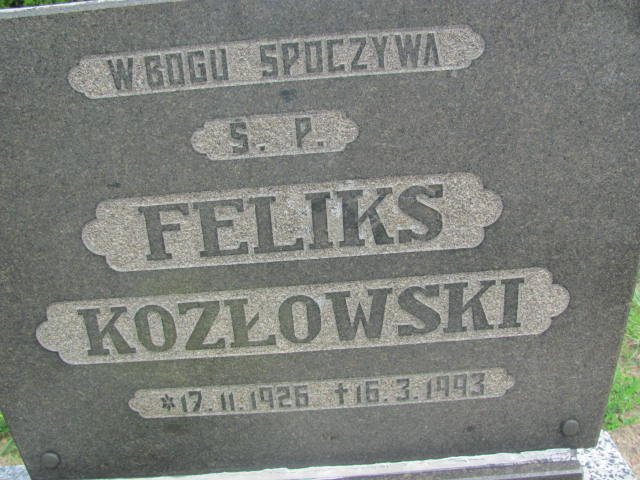 W BOGU SPOCZYWA
Ś. P.
FELIKS
KOZŁOWSKI
*17.11.1926 †16.3.1993